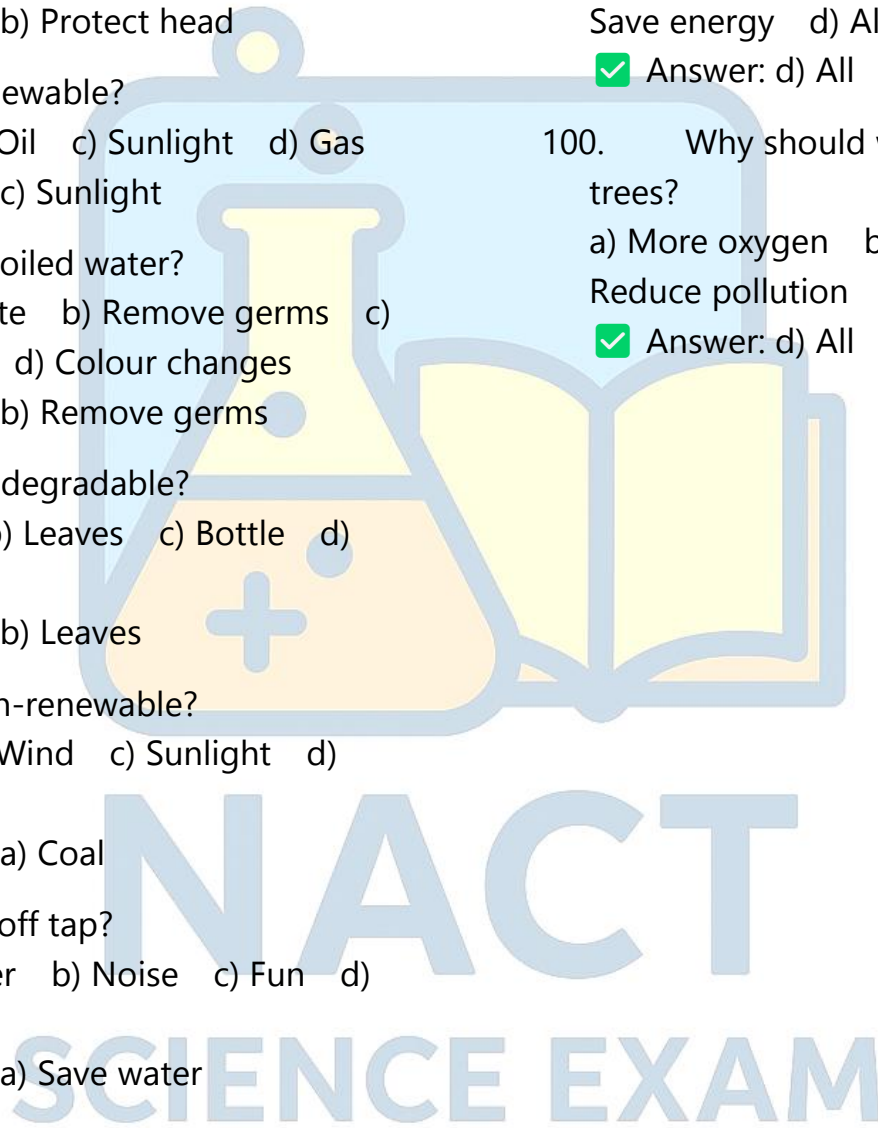 b) Protect head
ewable?
Oil c) Sunlight d) Gas
c) Sunlight
oiled water?
te b) Remove germs c)
d) Colour changes
b) Remove germs
degradable?
) Leaves c) Bottle d)
b) Leaves
n-renewable?
Wind c) Sunlight d)
a) Coal
off tap?
er b) Noise c) Fun d)
a) Save water
Save energy d) Al
✅ Answer: d) All
100. Why should
trees?
a) More oxygen b
Reduce pollution
✅ Answer: d) All
NACT
SCIENCE EXAM